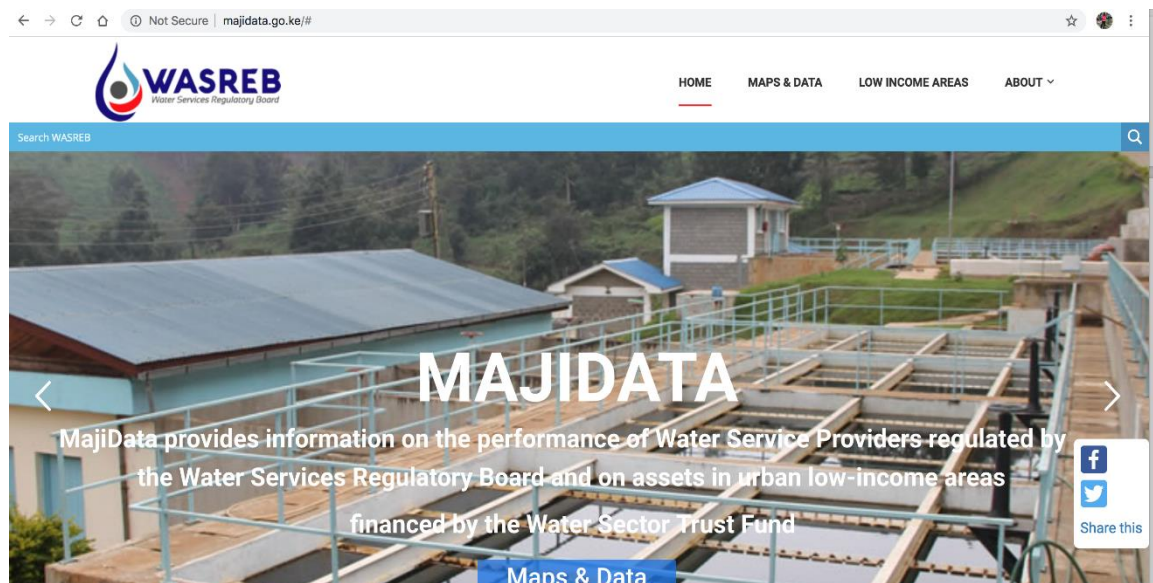 Not Secure | majidata.go.ke/#
WASREB
Water Services Regulatory Board
HOME MAPS & DATA LOW INCOME AREAS ABOUT
Search WASREB
MAJIDATA
MajiData provides information on the performance of Water Service Providers regulated by
the Water Services Regulatory Board and on assets in urban low-income areas
financed by the Water Sector Trust Fund
Maps & Data
f
Share this